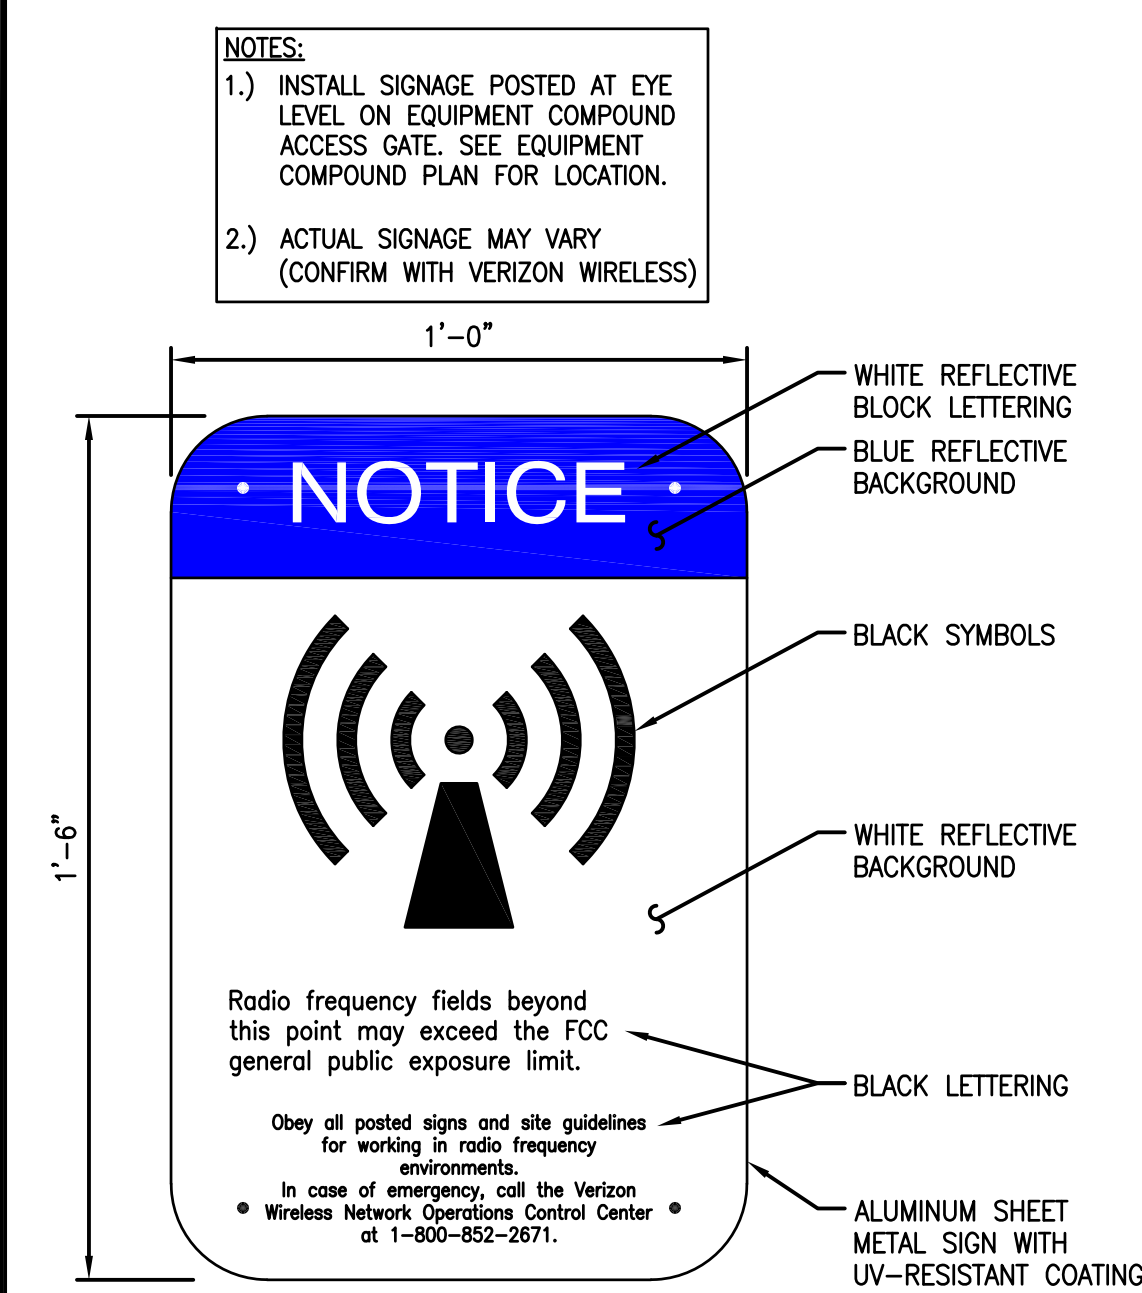 NOTES:
1.) INSTALL SIGNAGE POSTED AT EYE
LEVEL ON EQUIPMENT COMPOUND
ACCESS GATE. SEE EQUIPMENT
COMPOUND PLAN FOR LOCATION.
2.) ACTUAL SIGNAGE MAY VARY
(CONFIRM WITH VERIZON WIRELESS)
1'-0"
WHITE REFLECTIVE
BLOCK LETTERING
BLUE REFLECTIVE
BACKGROUND
NOTICE
BLACK SYMBOLS
1'-6"
WHITE REFLECTIVE
BACKGROUND
Radio frequency fields beyond
this point may exceed the FCC
general public exposure limit.
BLACK LETTERING
Obey all posted signs and site guidelines
for working in radio frequency
environments.
In case of emergency, call the Verizon
Wireless Network Operations Control Center
at 1-800-852-2671.
ALUMINUM SHEET
METAL SIGN WITH
UV-RESISTANT COATING